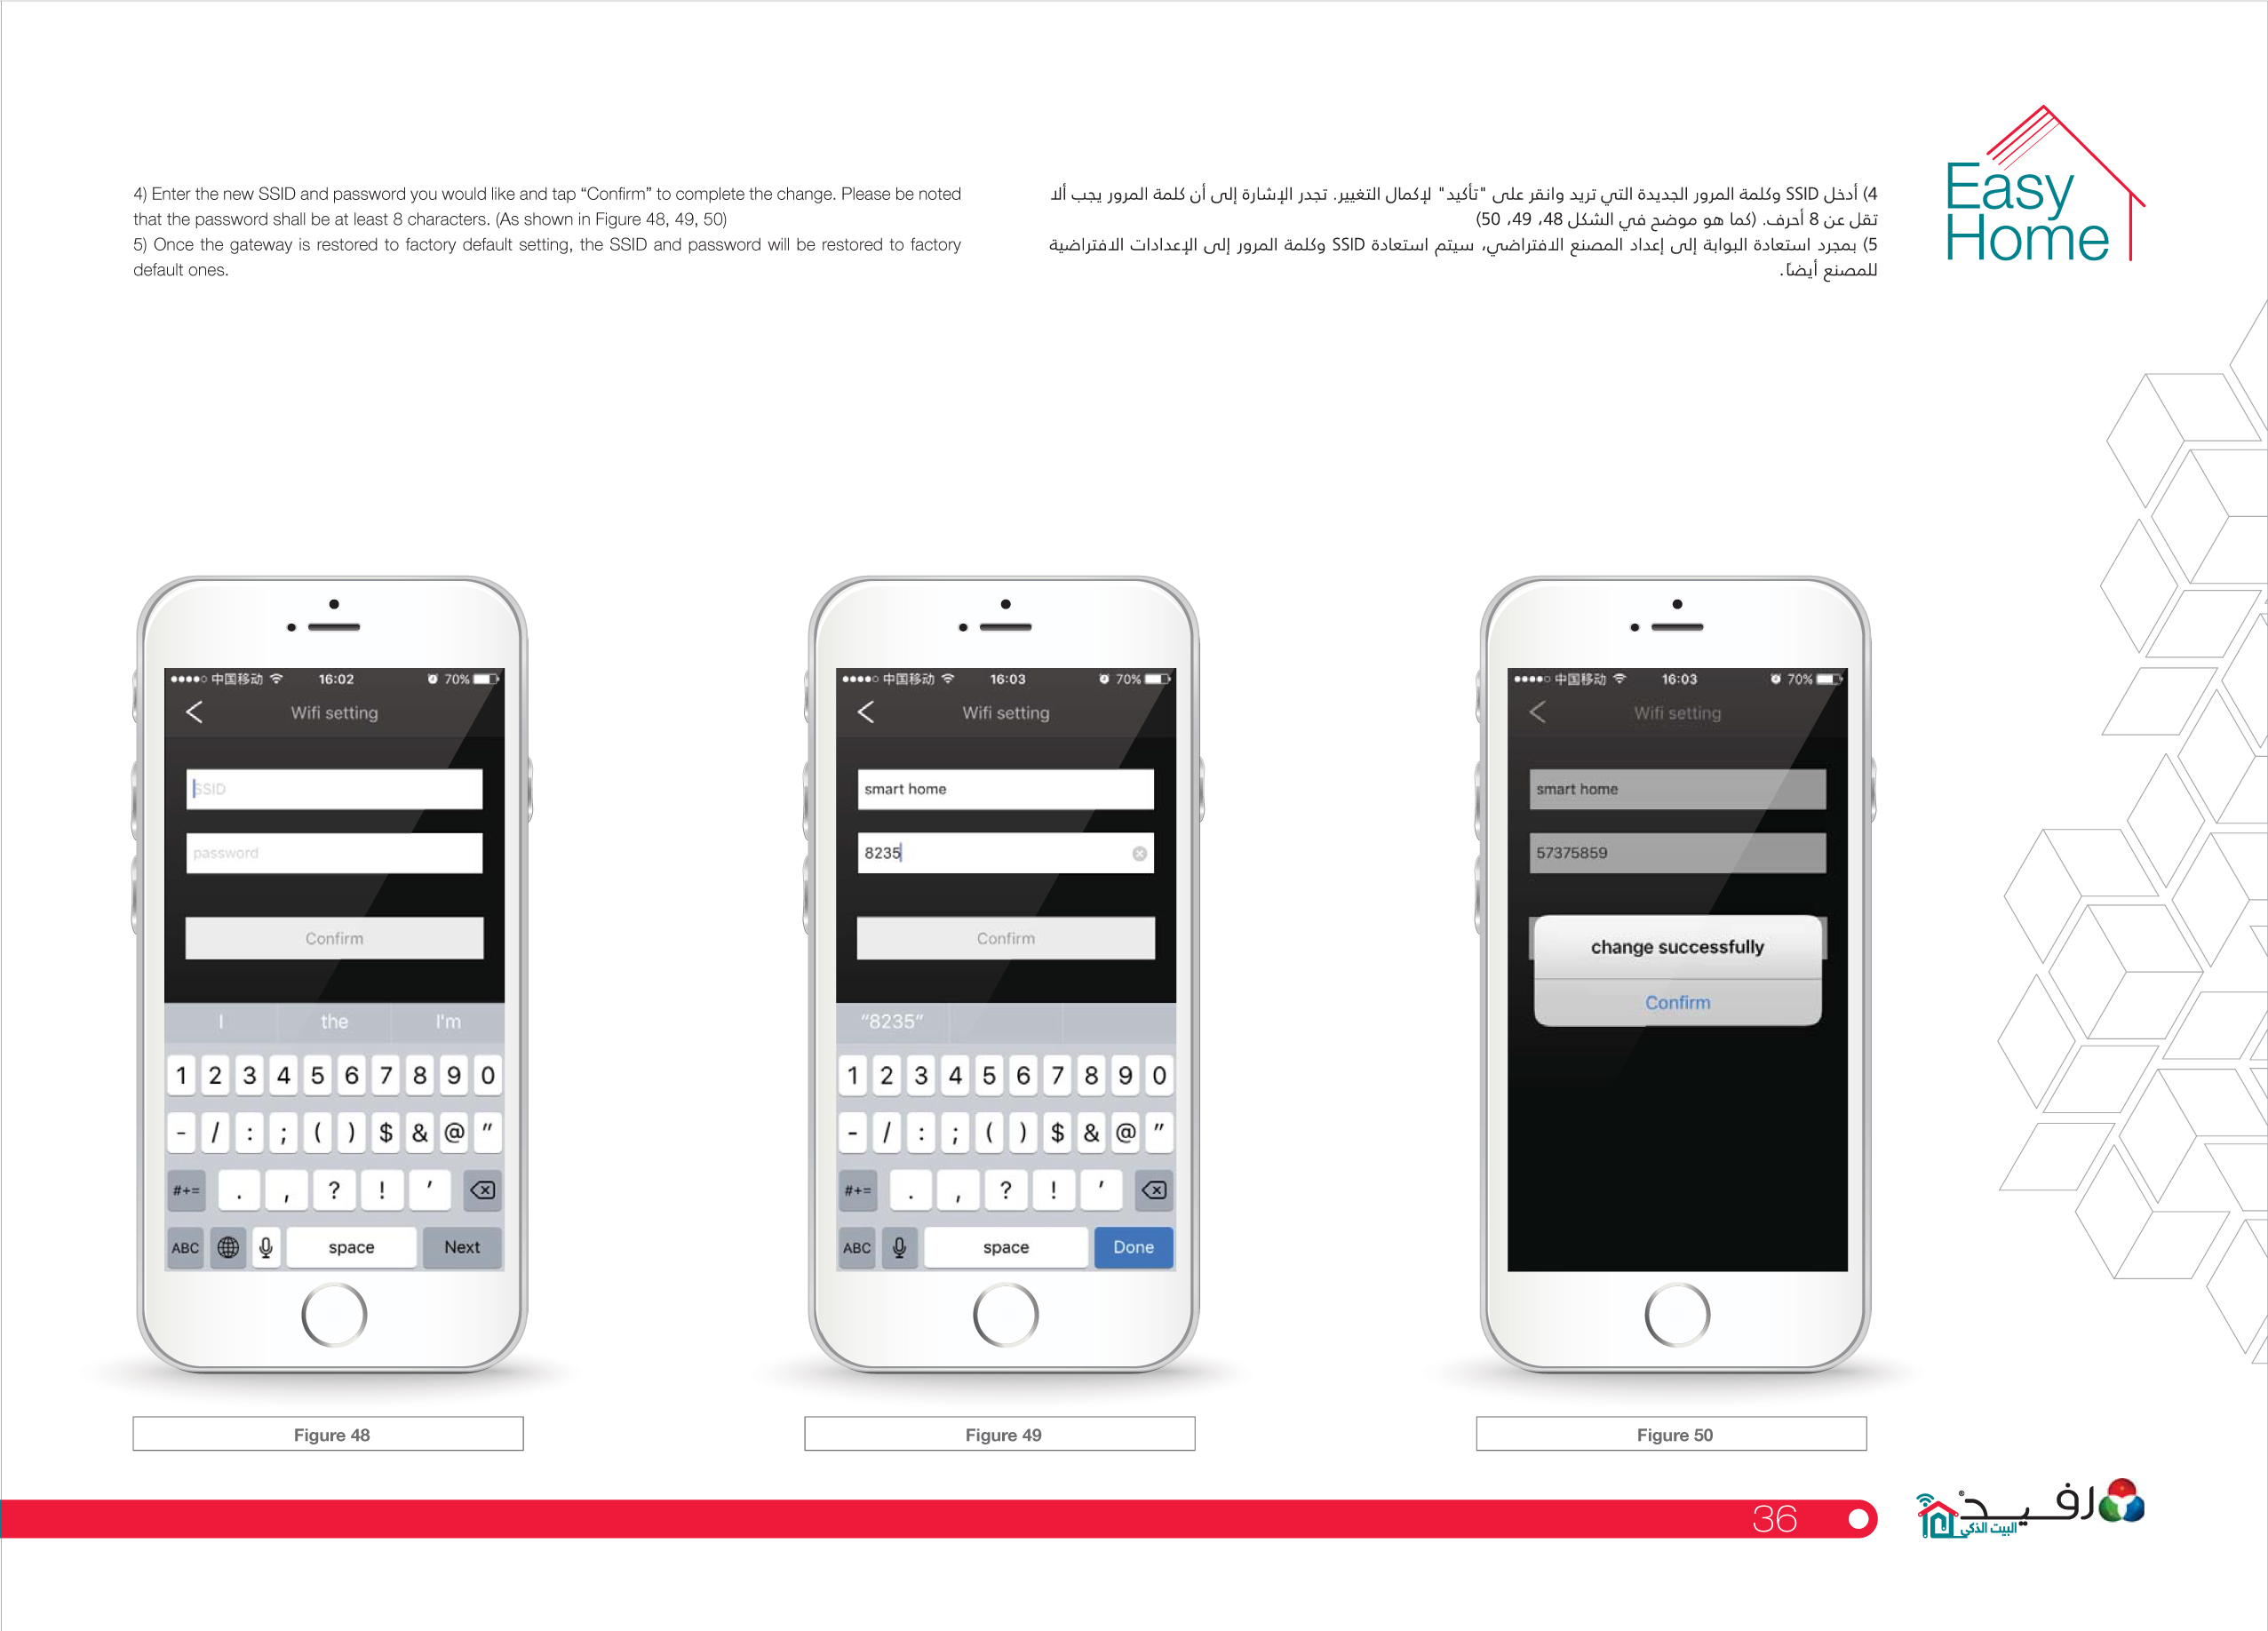 4) Enter the new SSID and password you would like and tap “Confirm” to complete the change. Please be noted
that the password shall be at least 8 characters. (As shown in Figure 48, 49, 50)
5) Once the gateway is restored to factory default setting, the SSID and password will be restored to factory
default ones.
4) أدخل SSID وكلمة المرور الجديدة التي تريد وانقر على "تأكيد" لإكمال التغيير. تجدر الإشارة إلى أن كلمة المرور يجب ألا
تقل عن 8 أحرف. (كما هو موضح في الشكل 48، 49، 50)
5) بمجرد استعادة البوابة إلى إعداد المصنع الافتراضي، سيتم استعادة SSID وكلمة المرور إلى الإعدادات الافتراضية
للمصنع أيضاً.
Easy
Home
中国移动 16:02 70%
Wifi setting
SSID
password
Confirm
I the I'm
1 2 3 4 5 6 7 8 9 0
- / : ; ( ) $ & @ "
#+= . , ? ! '
ABC space Next
Figure 48
中国移动 16:03 70%
Wifi setting
smart home
8235
Confirm
“8235”
1 2 3 4 5 6 7 8 9 0
- / : ; ( ) $ & @ "
#+= . , ? ! '
ABC space Done
Figure 49
中国移动 16:03 70%
Wifi setting
smart home
57375859
change successfully
Confirm
Figure 50
36
رفيد®
البيت الذكي